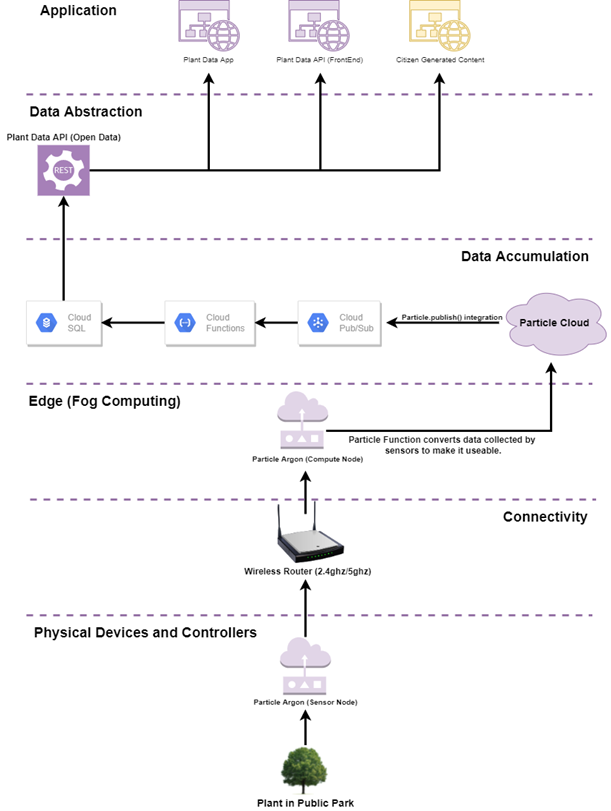 Application
Plant Data App
Plant Data API (FrontEnd)
Citizen Generated Content
Data Abstraction
Plant Data API (Open Data)
REST
Data Accumulation
Cloud
SQL
Cloud
Functions
Cloud
Pub/Sub
Particle.publish() integration
Particle Cloud
Edge (Fog Computing)
Particle Argon (Compute Node)
Particle Function converts data collected by
sensors to make it useable.
Connectivity
Wireless Router (2.4ghz/5ghz)
Physical Devices and Controllers
Particle Argon (Sensor Node)
Plant in Public Park